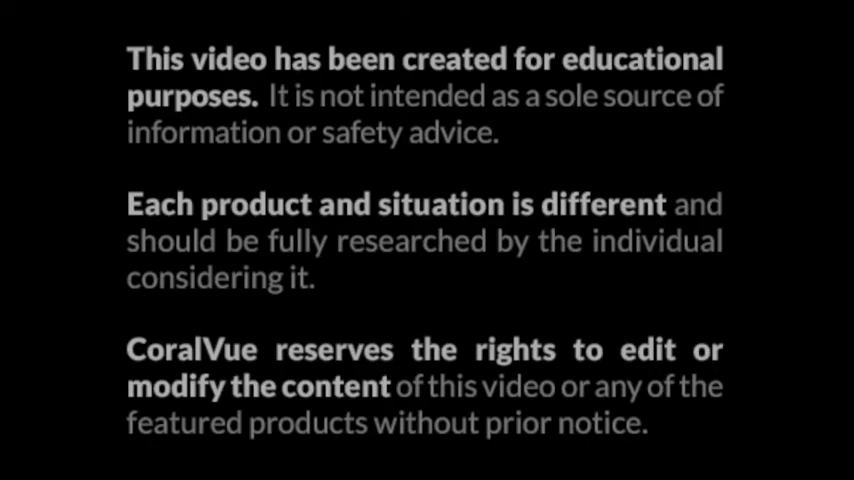 This video has been created for educational
purposes. It is not intended as a sole source of
information or safety advice.
Each product and situation is different and
should be fully researched by the individual
considering it.
CoralVue reserves the rights to edit or
modify the content of this video or any of the
featured products without prior notice.